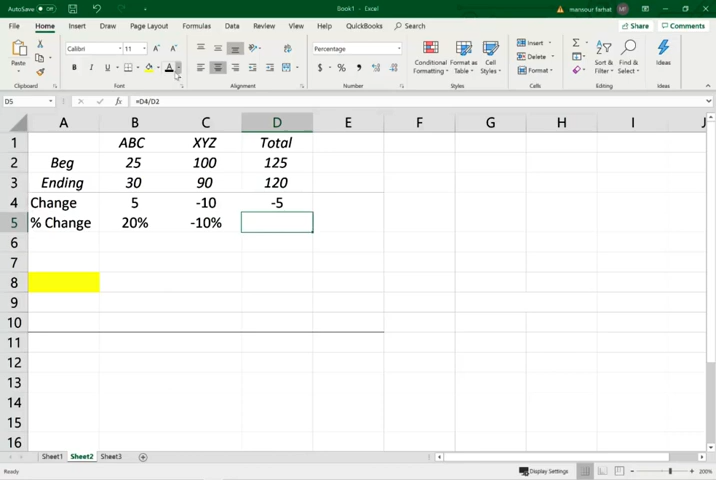 AutoSave Off Book1 - Excel mansour ferhat MF
File Home Insert Draw Page Layout Formulas Data Review View Help QuickBooks Search Share Comments
Paste Calibri 11 A A Percentage Conditional Formatting Format as Table Cell Styles Insert Delete Format Sort & Filter Find & Select Ideas
B I U A $ %
Clipboard Font Alignment Number Styles Cells Editing Ideas
D5 fx =D4/D2
A B C D E F G H I J
1 ABC XYZ Total
2 Beg 25 100 125
3 Ending 30 90 120
4 Change 5 -10 -5
5 % Change 20% -10%
6
7
8
9
10
11
12
13
14
15
16
Sheet1 Sheet2 Sheet3
Ready Display Settings 200%